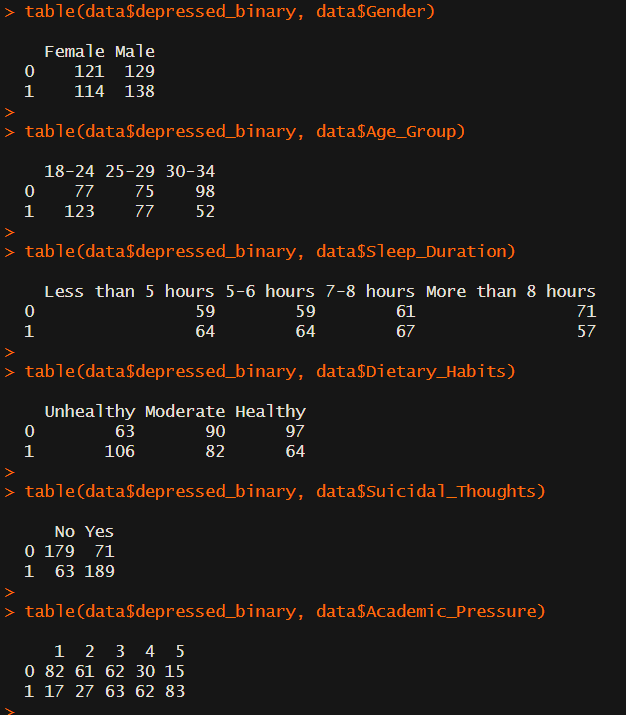 > table(data$depressed_binary, data$Gender)
Female Male
0 121 129
1 114 138
>
> table(data$depressed_binary, data$Age_Group)
18-24 25-29 30-34
0 77 75 98
1 123 77 52
>
> table(data$depressed_binary, data$Sleep_Duration)
Less than 5 hours 5-6 hours 7-8 hours More than 8 hours
0 59 59 61 71
1 64 64 67 57
>
> table(data$depressed_binary, data$Dietary_Habits)
Unhealthy Moderate Healthy
0 63 90 97
1 106 82 64
>
> table(data$depressed_binary, data$Suicidal_Thoughts)
No Yes
0 179 71
1 63 189
>
> table(data$depressed_binary, data$Academic_Pressure)
1 2 3 4 5
0 82 61 62 30 15
1 17 27 63 62 83
>